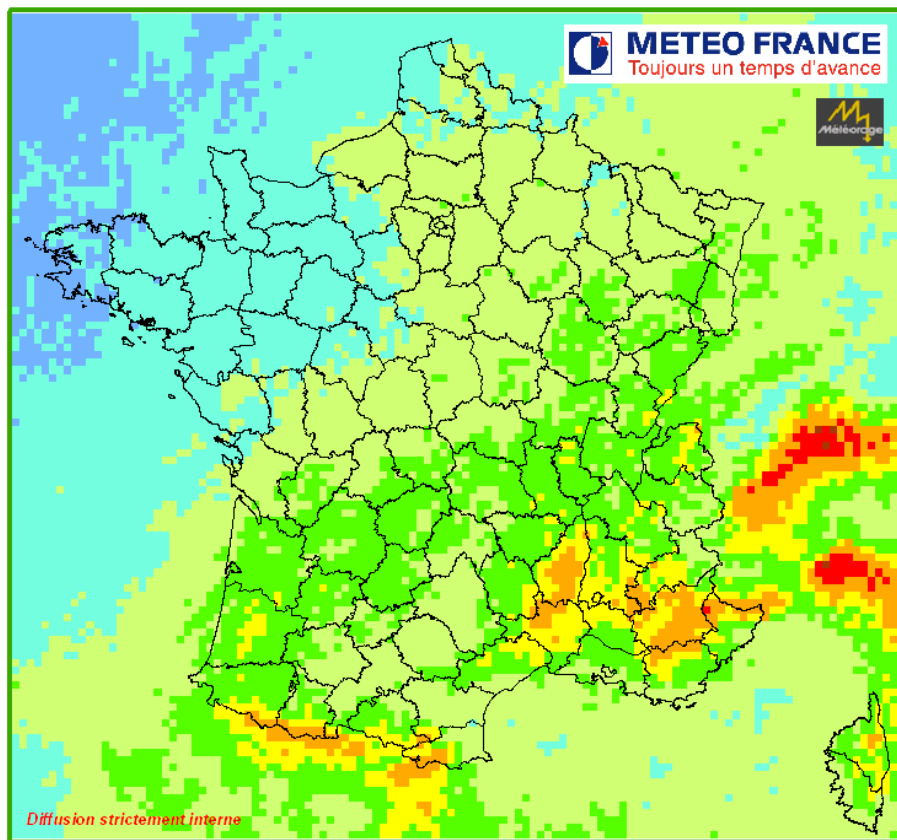 METEO FRANCE
Toujours un temps d'avance
Météorage
Diffusion strictement interne